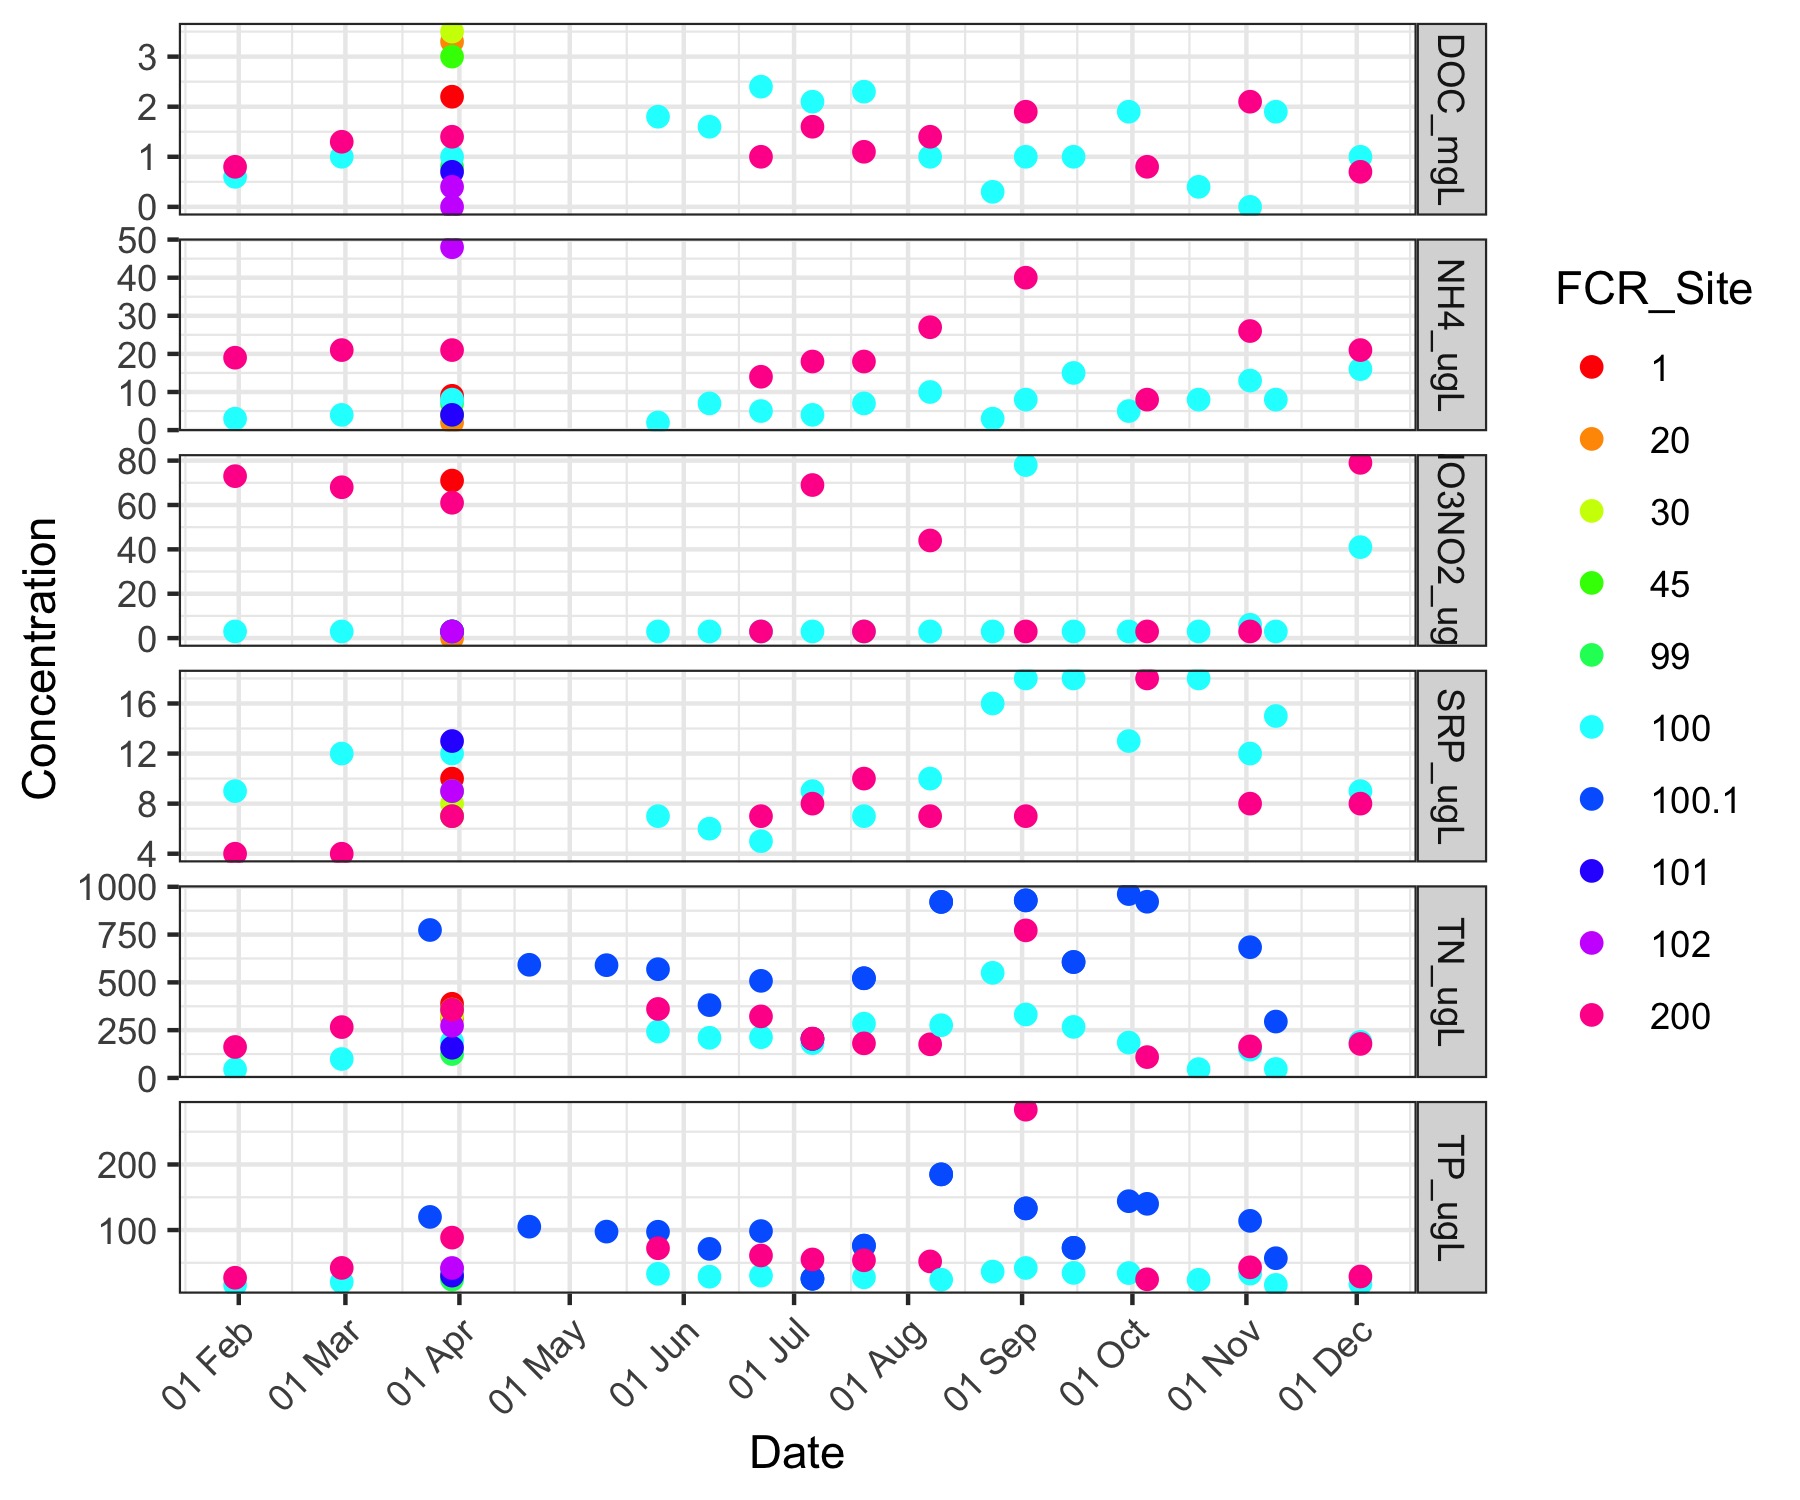 Concentration
3
2
1
0
DOC_mgL
50
40
30
20
10
0
NH4_ugL
80
60
40
20
0
IO3NO2_ug
16
12
8
4
SRP_ugL
1000
750
500
250
0
TN_ugL
200
100
TP_ugL
01 Feb
01 Mar
01 Apr
01 May
01 Jun
01 Jul
01 Aug
01 Sep
01 Oct
01 Nov
01 Dec
Date
FCR_Site
1
20
30
45
99
100
100.1
101
102
200